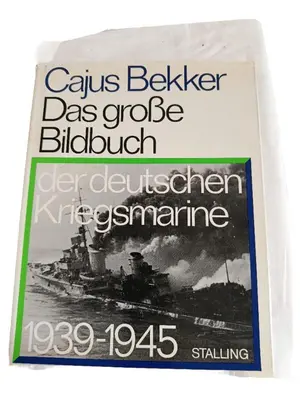 Cajus Bekker
Das große
Bildbuch
der deutschen
Kriegsmarine
1939-1945 STALLING